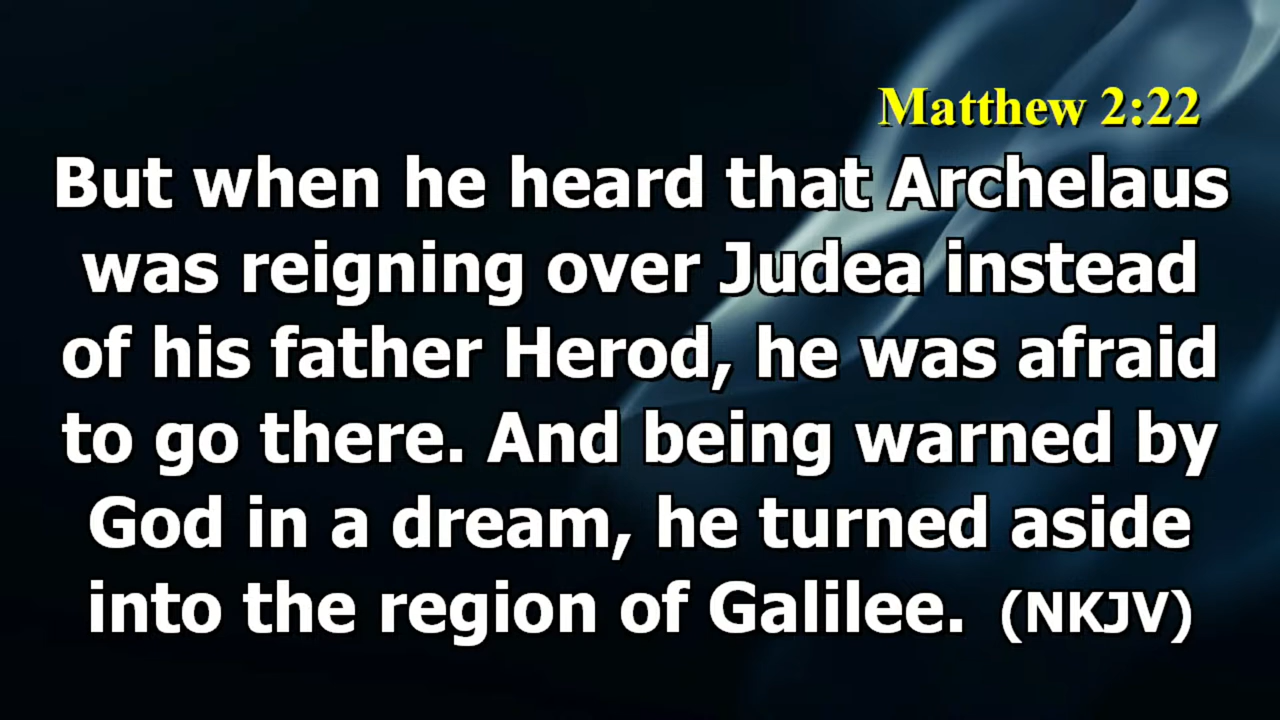 Matthew 2:22
But when he heard that Archelaus
was reigning over Judea instead
of his father Herod, he was afraid
to go there. And being warned by
God in a dream, he turned aside
into the region of Galilee. (NKJV)